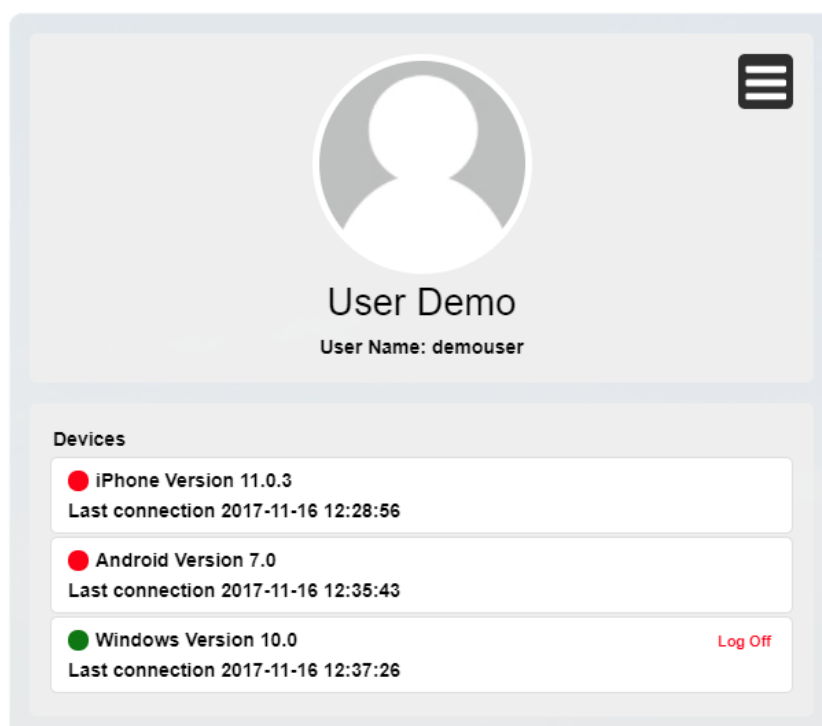 User Demo
User Name: demouser
Devices
iPhone Version 11.0.3
Last connection 2017-11-16 12:28:56
Android Version 7.0
Last connection 2017-11-16 12:35:43
Windows Version 10.0 Log Off
Last connection 2017-11-16 12:37:26